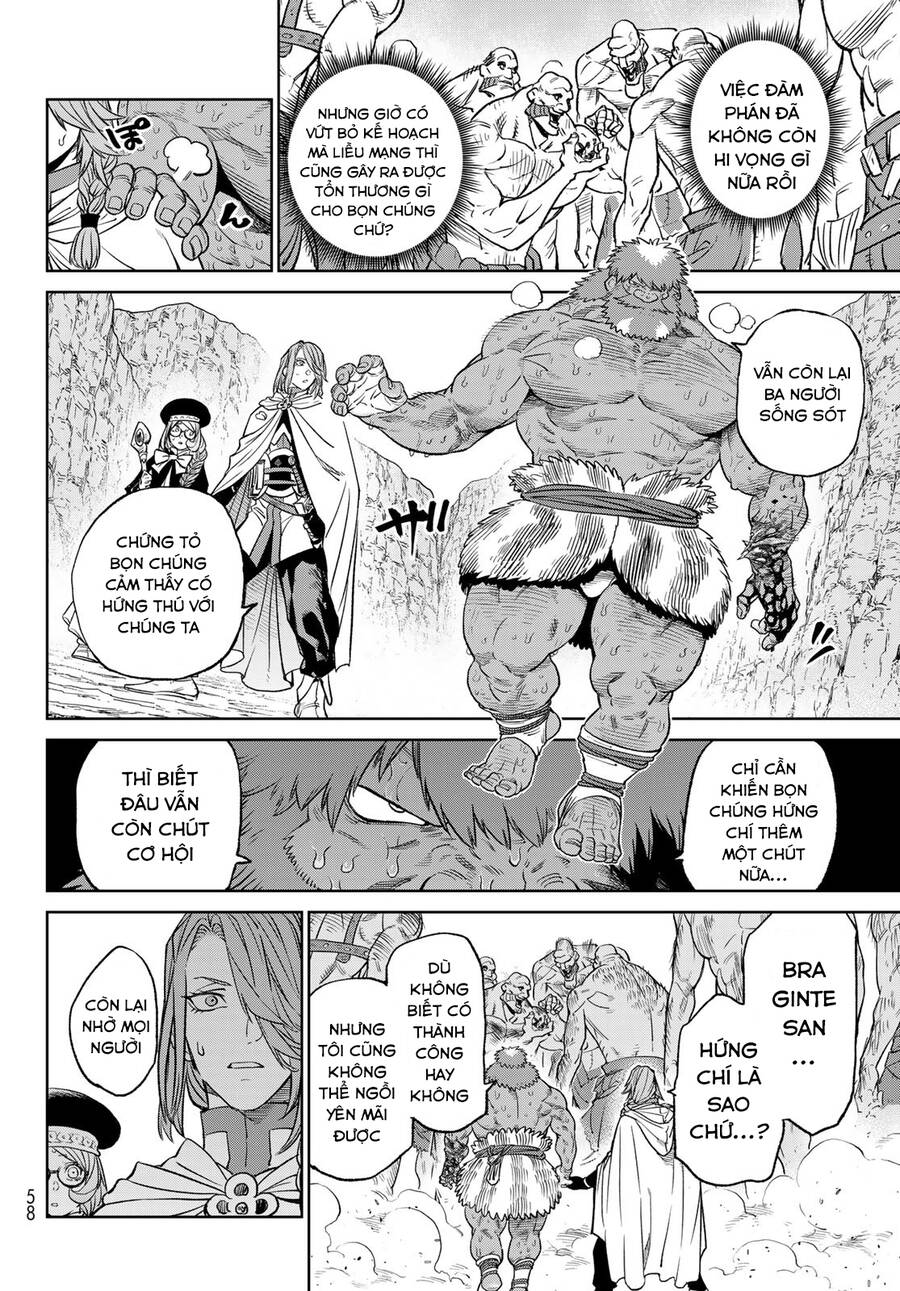 VIỆC ĐÀM
PHÁN ĐÃ
KHÔNG CÒN
HI VỌNG GÌ
NỮA RỒI
NHƯNG GIỜ CÓ
VỨT BỎ KẾ HOẠCH
MÀ LIỀU MẠNG THÌ
CŨNG GÂY RA ĐƯỢC
TỔN THƯƠNG GÌ
CHO BỌN CHÚNG
CHỨ?
ぽん
VẪN CÒN LẠI
BA NGƯỜI
SỐNG SÓT
CHỨNG TỎ
BỌN CHÚNG
CẢM THẤY CÓ
HỨNG THÚ VỚI
CHÚNG TA
ザッ
CHỈ CẦN
KHIẾN BỌN
CHÚNG HỨNG
CHÍ THÊM
MỘT CHÚT
NỮA...
THÌ BIẾT
ĐÂU VẪN
CÒN CHÚT
CƠ HỘI
BRA
GINTE
SAN
...
HỨNG
CHÍ LÀ
SAO
CHỨ...?
DÙ
KHÔNG
BIẾT CÓ
THÀNH
CÔNG
HAY
KHÔNG
NHƯNG
TÔI CŨNG
KHÔNG
THỂ NGỒI
YÊN MÃI
ĐƯỢC
CÒN LẠI
NHỜ MỌI
NGƯỜI
58